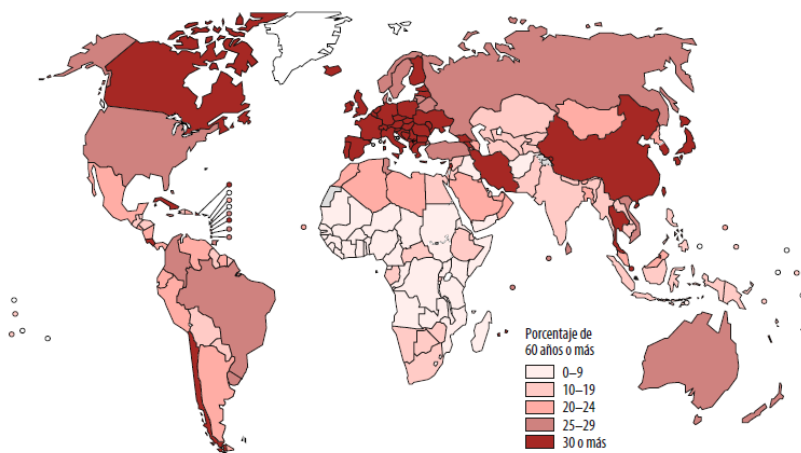 Porcentaje de
60 años o más
0–9
10–19
20–24
25–29
30 o más